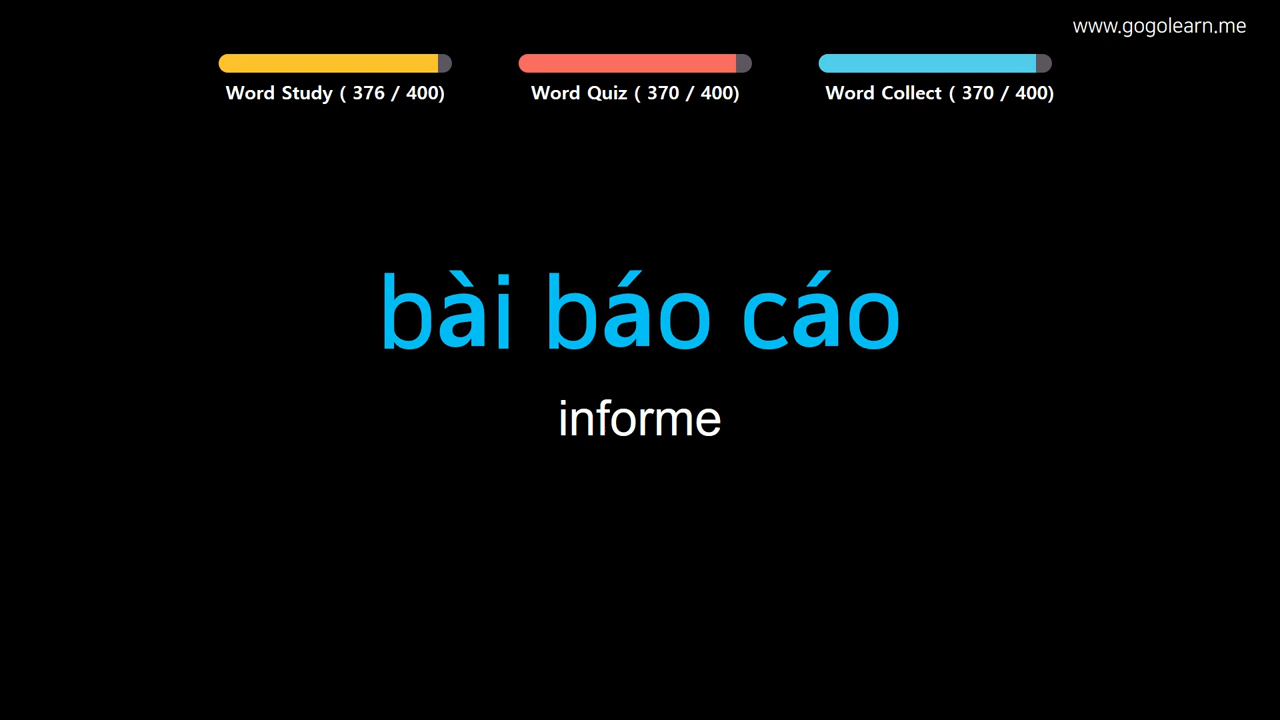 www.gogolearn.me
Word Study ( 376 / 400)
Word Quiz ( 370 / 400)
Word Collect ( 370 / 400)
bài báo cáo
informe